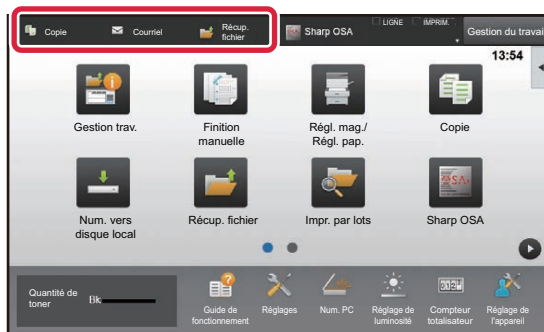 Copie
Courriel
Récup.
fichier
Sharp OSA
LIGNE
IMPRIM.
Gestion du travai
13:54
Gestion trav.
Finition
manuelle
Régl. mag./
Régl. pap.
Copie
Num. vers
disque local
Récup. fichier
Impr. par lots
Sharp OSA
Quantité de
toner
Bk
Guide de
fonctionnement
Réglages
Num. PC
Réglage de
luminosité
Compteur
totalisateur
Réglage de
l'appareil